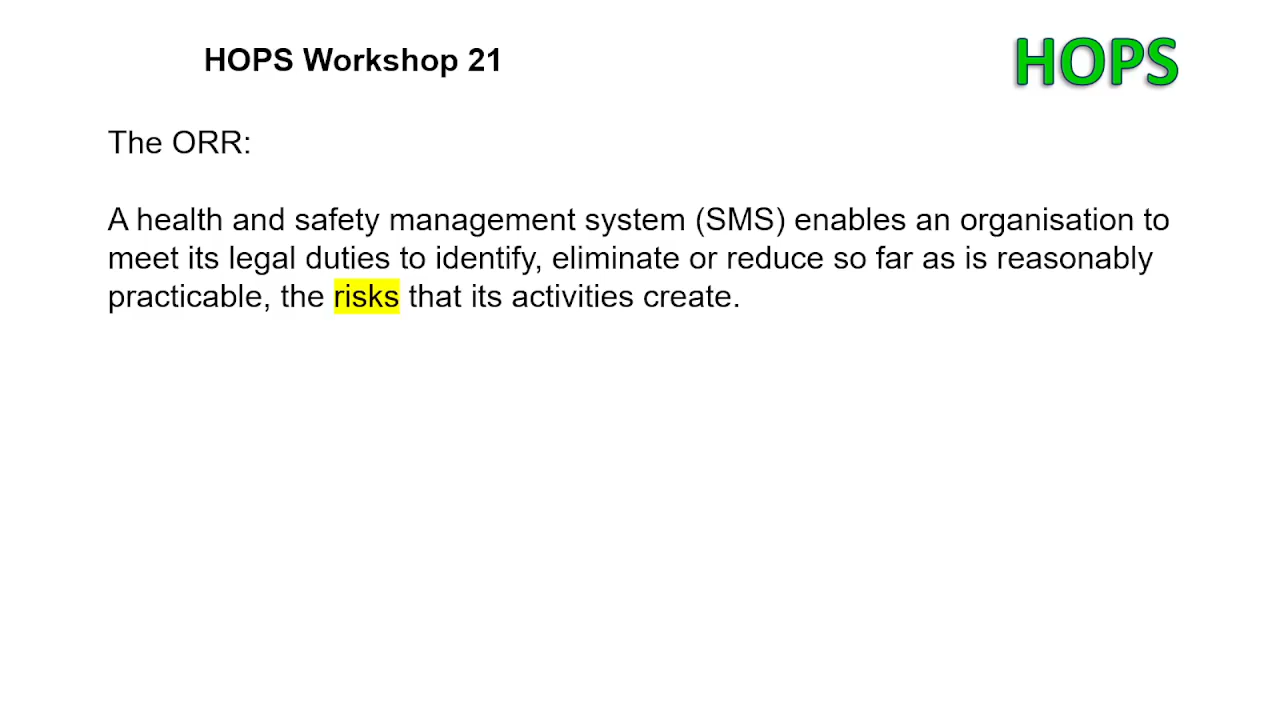 HOPS Workshop 21
HOPS
The ORR:
A health and safety management system (SMS) enables an organisation to
meet its legal duties to identify, eliminate or reduce so far as is reasonably
practicable, the risks that its activities create.